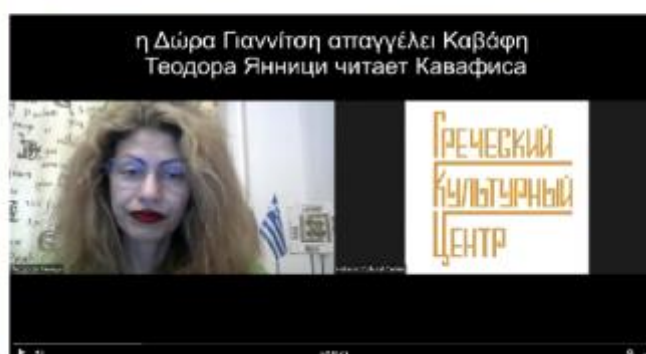 η Δώρα Γιαννίτση απαγγέλει Καβάφη
Теодора Янници читает Кавафиса
ГРЕЧЕСКИЙ
КУЛЬТУРНЫЙ
ЦЕНТР